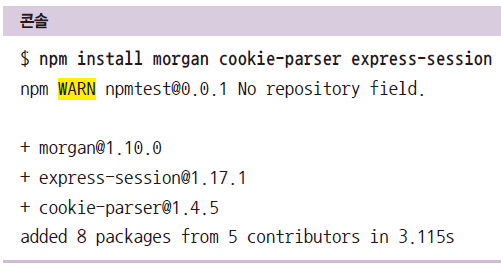 콘솔
$ npm install morgan cookie-parser express-session
npm WARN npmtest@0.0.1 No repository field.
+ morgan@1.10.0
+ express-session@1.17.1
+ cookie-parser@1.4.5
added 8 packages from 5 contributors in 3.115s